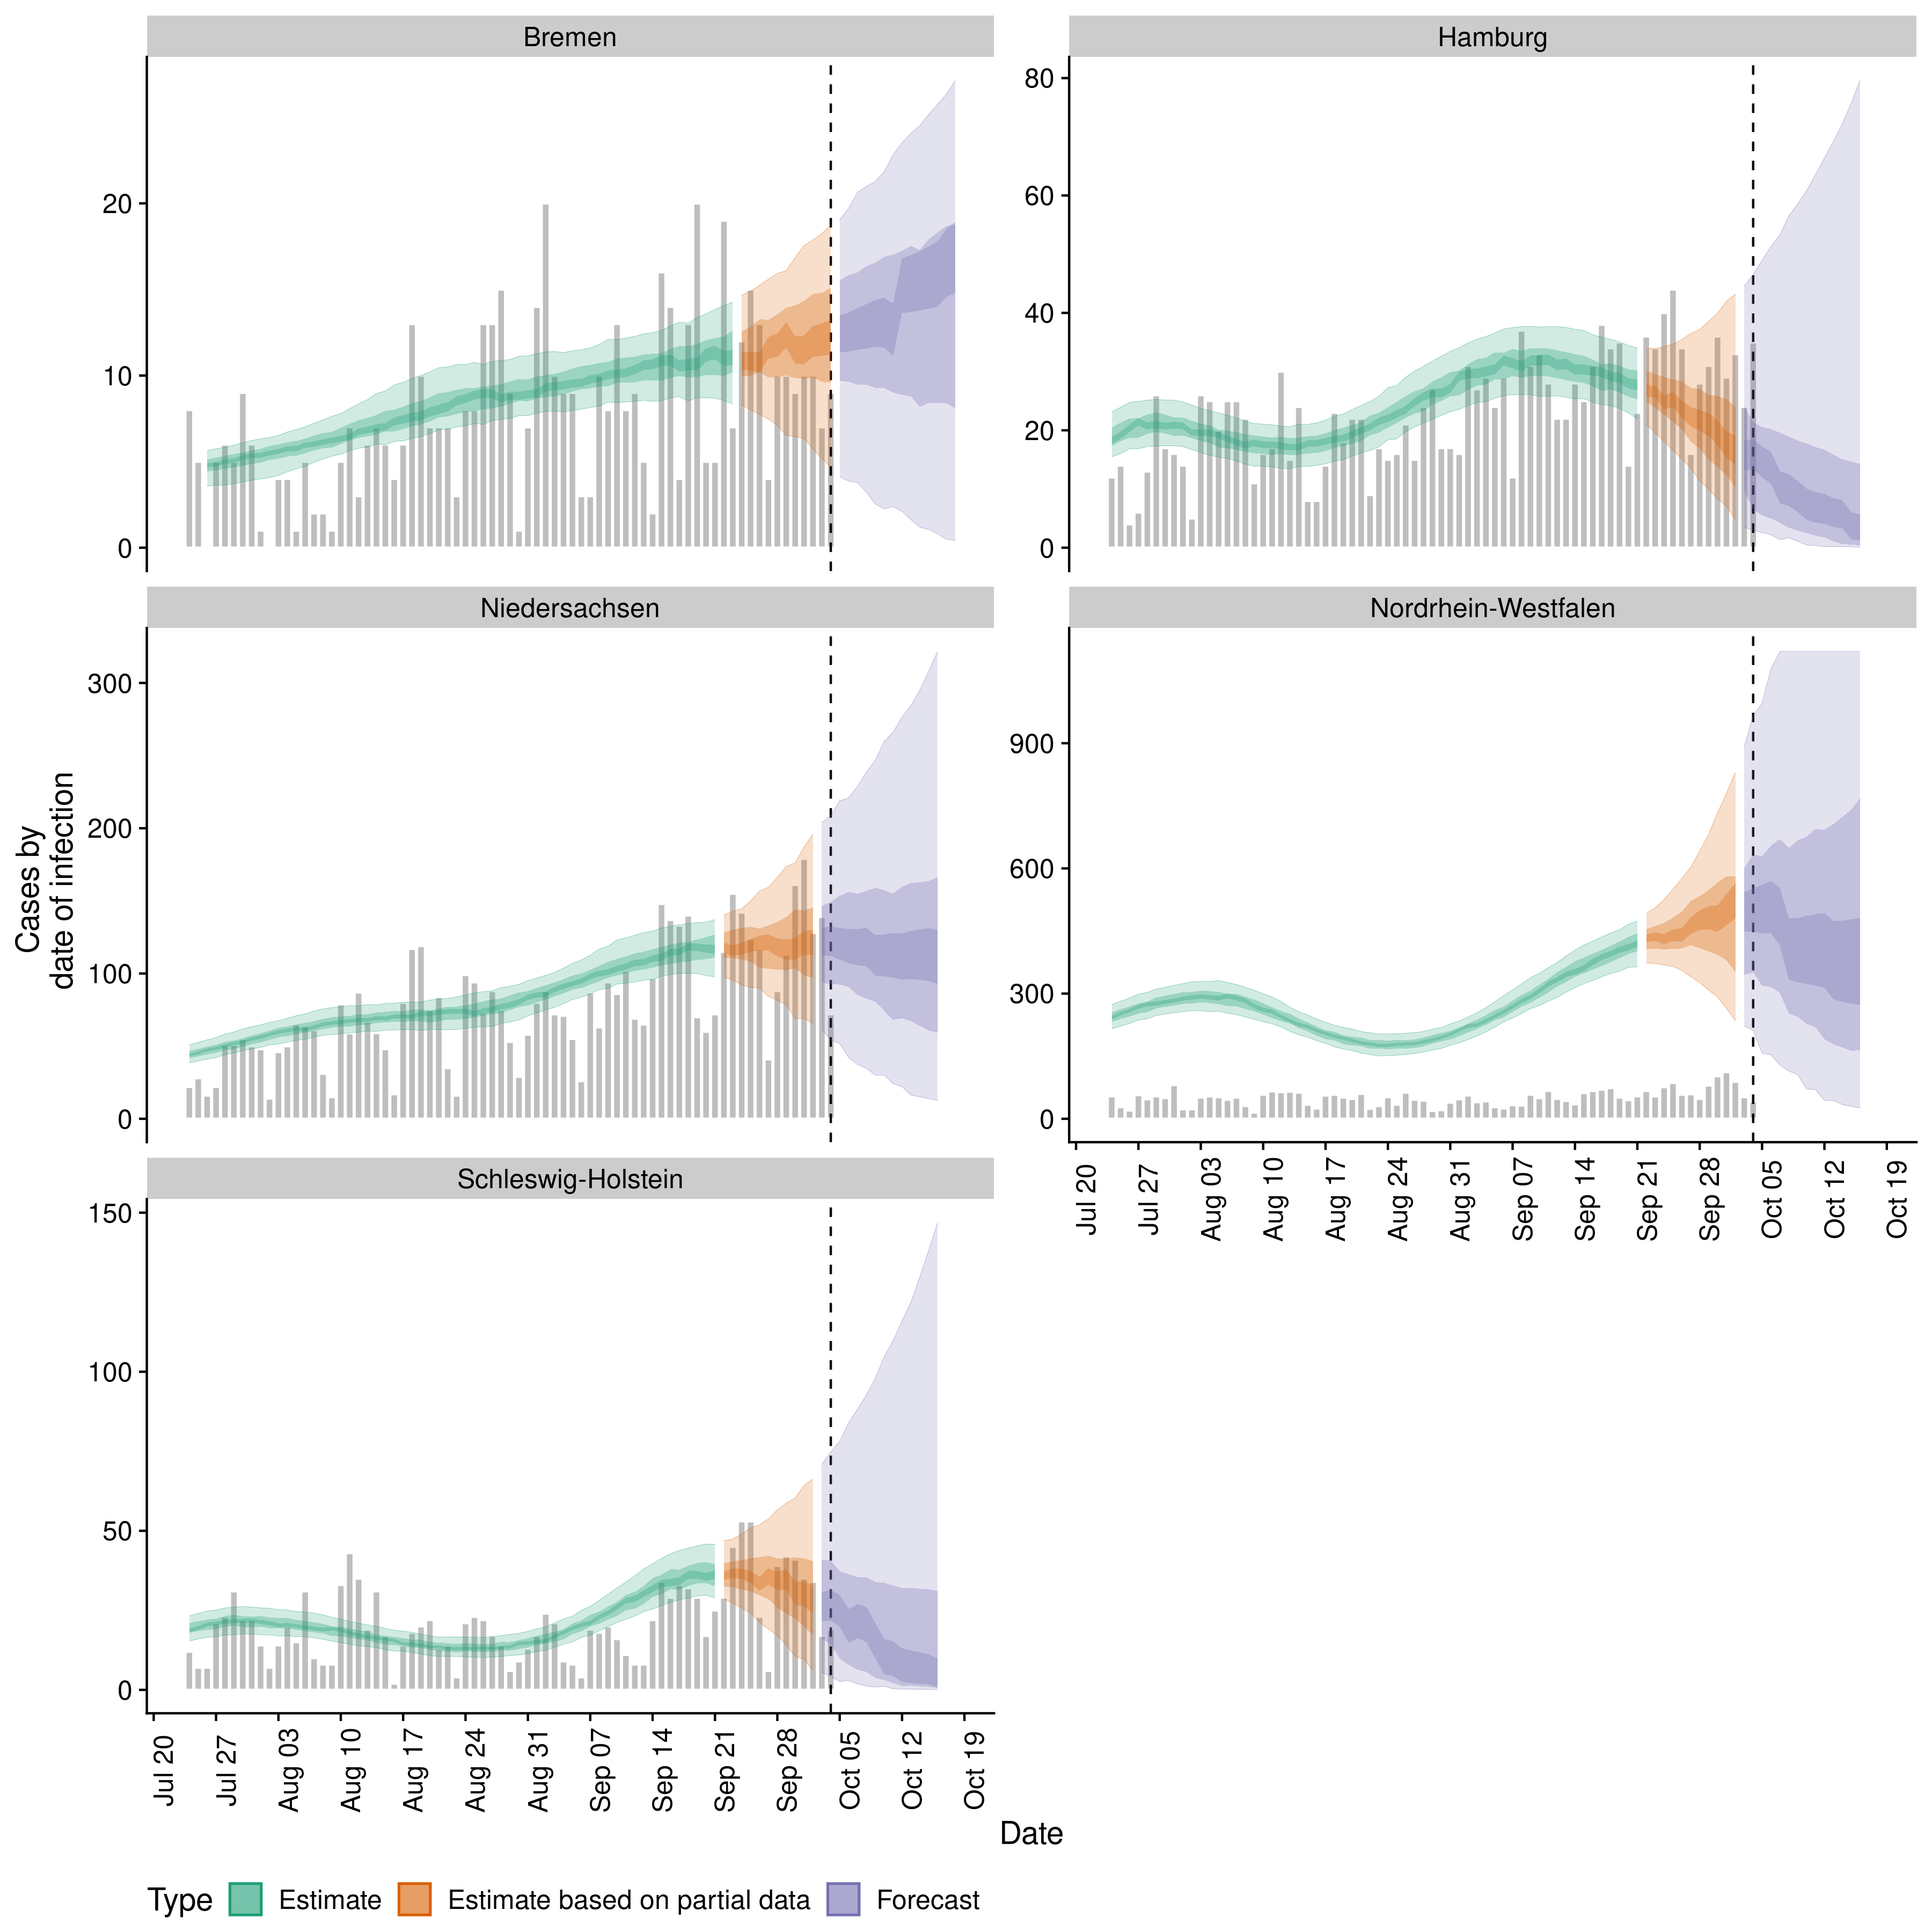 Bremen
Hamburg
20
10
0
80
60
40
20
0
Niedersachsen
Nordrhein-Westfalen
Cases by
date of infection
300
200
100
0
900
600
300
0
Jul 20
Jul 27
Aug 03
Aug 10
Aug 17
Aug 24
Aug 31
Sep 07
Sep 14
Sep 21
Sep 28
Oct 05
Oct 12
Oct 19
Schleswig-Holstein
150
100
50
0
Jul 20
Jul 27
Aug 03
Aug 10
Aug 17
Aug 24
Aug 31
Sep 07
Sep 14
Sep 21
Sep 28
Oct 05
Oct 12
Oct 19
Date
Type Estimate Estimate based on partial data Forecast